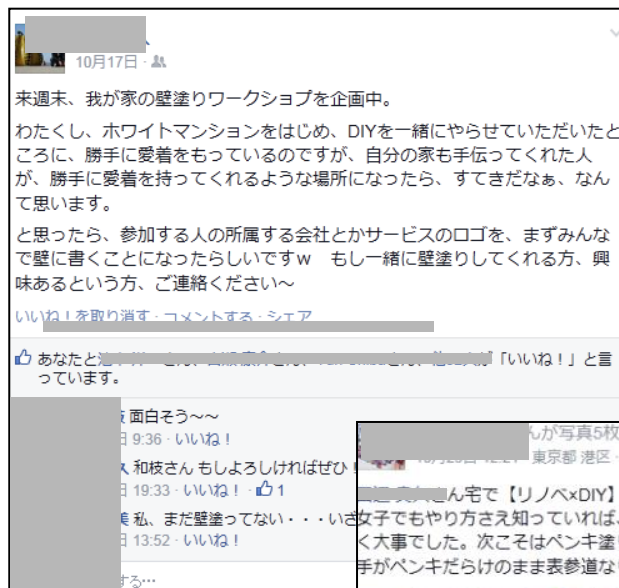 10月17日
来週末、我が家の壁塗りワークショプを企画中。
わたくし、ホワイトマンションをはじめ、DIYを一緒にやらせていただいたと
ころに、勝手に愛着をもっているのですが、自分の家も手伝ってくれた人
が、勝手に愛着を持ってくれるような場所になったら、すてきだなぁ、なん
て思います。
と思ったら、参加する人の所属する会社とかサービスのロゴを、まずみんな
で壁に書くことになったらしいですｗ もし一緒に壁塗りしてくれる方、興
味あるという方、ご連絡ください～
いいね！を取り消す · コメントする · シェア
あなたと 「いいね！」と言
っています。
面白そう～～
9:36 · いいね！
和枝さん もしよろしければぜひ
19:33 · いいね！ · 1
美 私、まだ壁塗ってない・・・いざ
13:52 · いいね！
する…
んが写真5枚
東京都 港区 ·
さん宅で【リノベ×DIY】
女子でもやり方さえ知っていれば、
く大事でした。次こそはペンキ塗
手がペンキだらけのまま表参道な